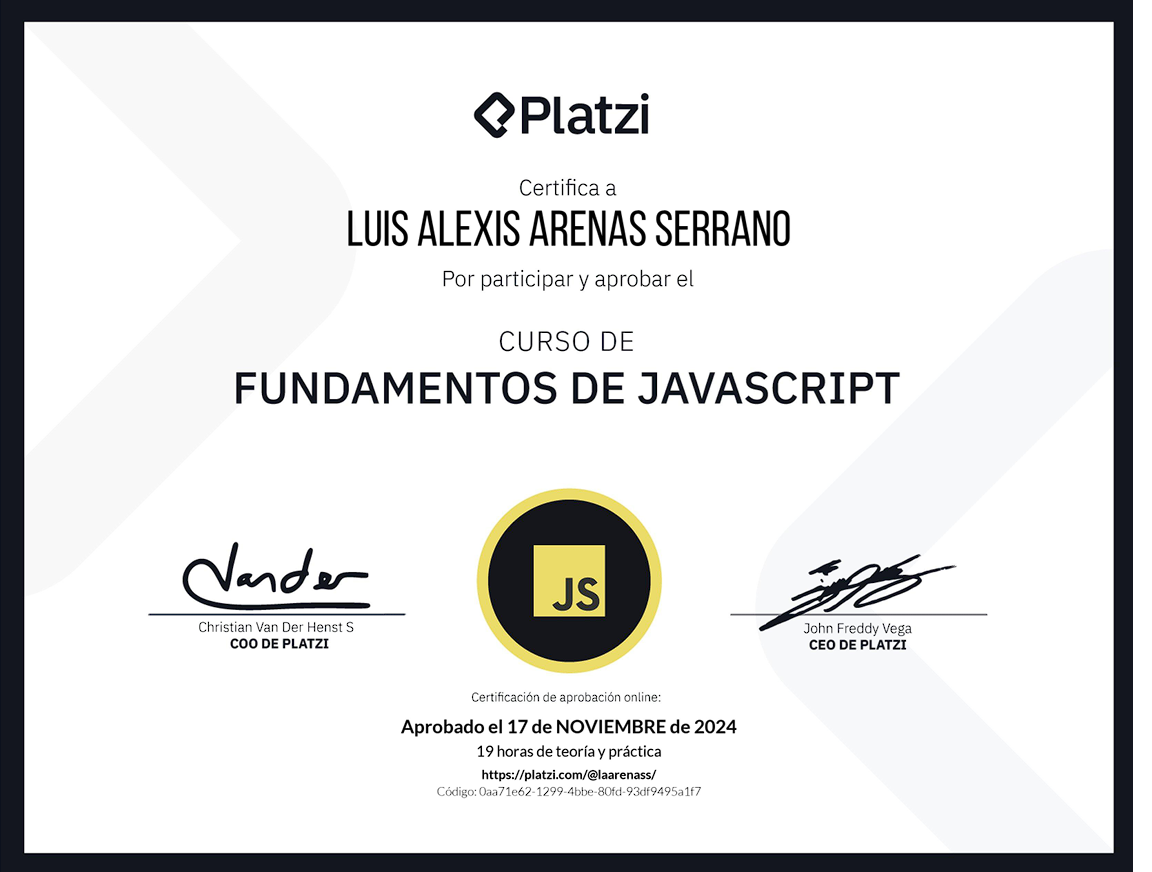 Platzi
Certifica a
LUIS ALEXIS ARENAS SERRANO
Por participar y aprobar el
CURSO DE
FUNDAMENTOS DE JAVASCRIPT
JS
Vander
Christian Van Der Henst S
COO DE PLATZI
John Freddy Vega
CEO DE PLATZI
Certificación de aprobación online:
Aprobado el 17 de NOVIEMBRE de 2024
19 horas de teoría y práctica
https://platzi.com/@laarenass/
Código: 0aa71e62-1299-4bbe-80fd-93df9495a1f7